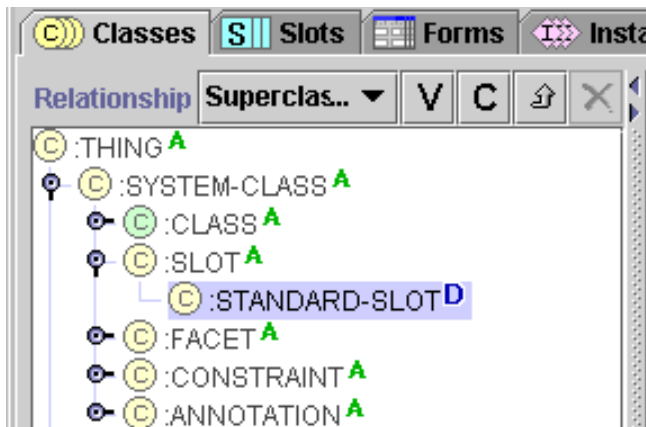 C Classes S Slots Forms I Insta
Relationship Superclas... V C
C :THING A
C :SYSTEM-CLASS A
C :CLASS A
C :SLOT A
C :STANDARD-SLOT D
C :FACET A
C :CONSTRAINT A
C :ANNOTATION A